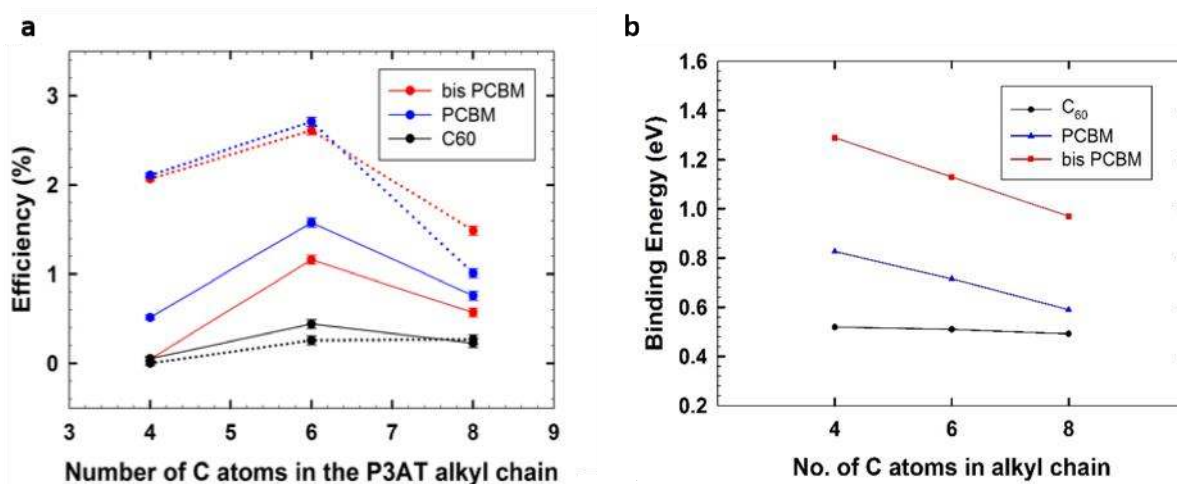 a
Efficiency (%)
3
2
1
0
3 4 5 6 7 8 9
Number of C atoms in the P3AT alkyl chain
bis PCBM
PCBM
C60
b
Binding Energy (eV)
1.6
1.4
1.2
1.0
0.8
0.6
0.4
0.2
4 6 8
No. of C atoms in alkyl chain
C₆₀
PCBM
bis PCBM